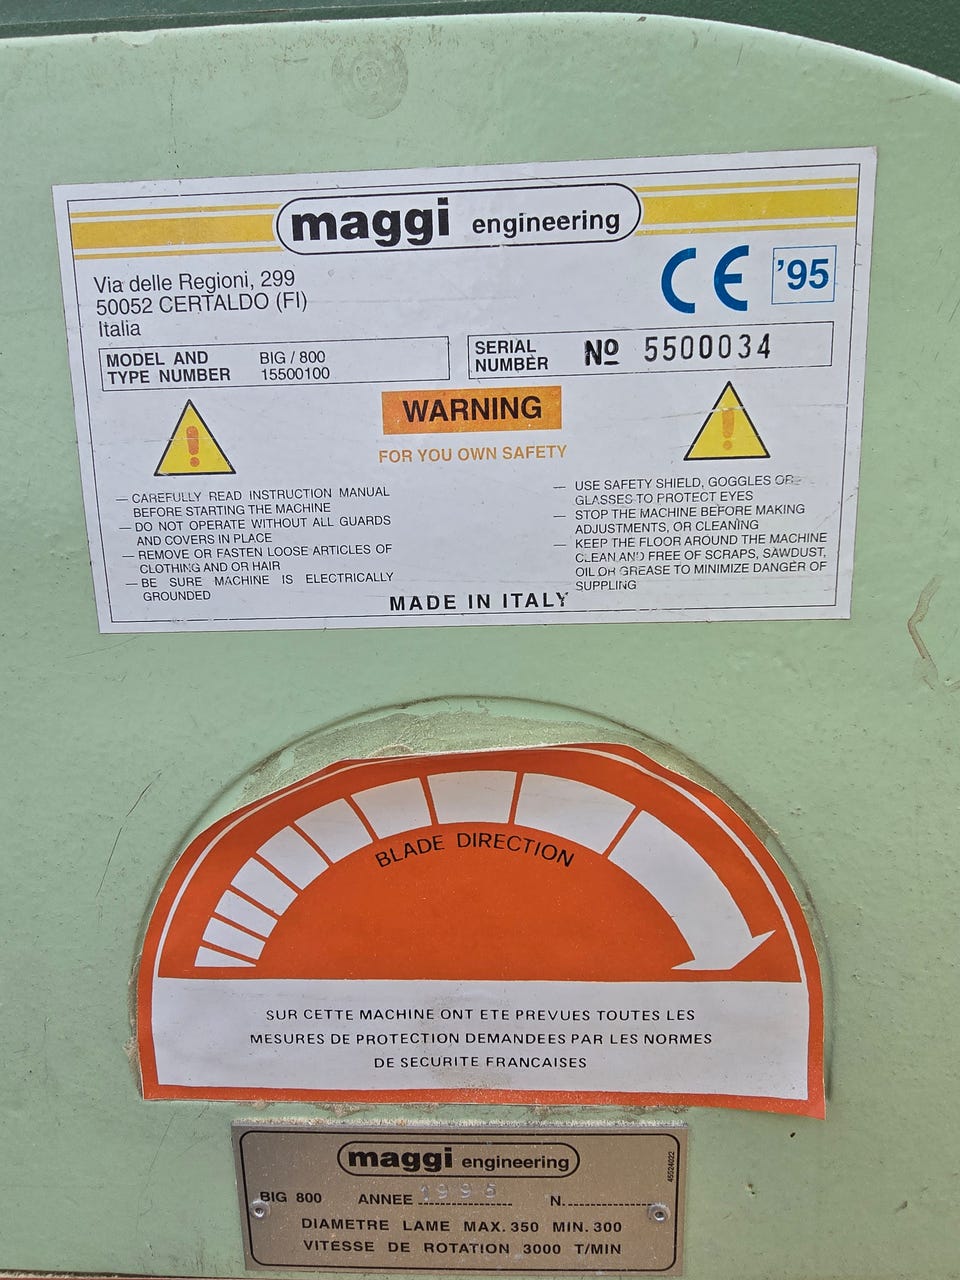 maggi engineering
Via delle Regioni, 299
50052 CERTALDO (FI)
Italia
CE '95
MODEL AND BIG / 800
TYPE NUMBER 15500100
SERIAL
NUMBER Nº 5500034
WARNING
FOR YOU OWN SAFETY
— CAREFULLY READ INSTRUCTION MANUAL
BEFORE STARTING THE MACHINE
— DO NOT OPERATE WITHOUT ALL GUARDS
AND COVERS IN PLACE
— REMOVE OR FASTEN LOOSE ARTICLES OF
CLOTHING AND OR HAIR
— BE SURE MACHINE IS ELECTRICALLY
GROUNDED
— USE SAFETY SHIELD, GOGGLES OR
GLASSES TO PROTECT EYES
— STOP THE MACHINE BEFORE MAKING
ADJUSTMENTS, OR CLEANING
— KEEP THE FLOOR AROUND THE MACHINE
CLEAN AND FREE OF SCRAPS, SAWDUST,
OIL OR GREASE TO MINIMIZE DANGER OF
SUPPLING
MADE IN ITALY
BLADE DIRECTION
SUR CETTE MACHINE ONT ETE PREVUES TOUTES LES
MESURES DE PROTECTION DEMANDEES PAR LES NORMES
DE SECURITE FRANCAISES
maggi engineering
BIG 800 ANNEE 1995 N.
DIAMETRE LAME MAX. 350 MIN. 300
VITESSE DE ROTATION 3000 T/MIN
45524022